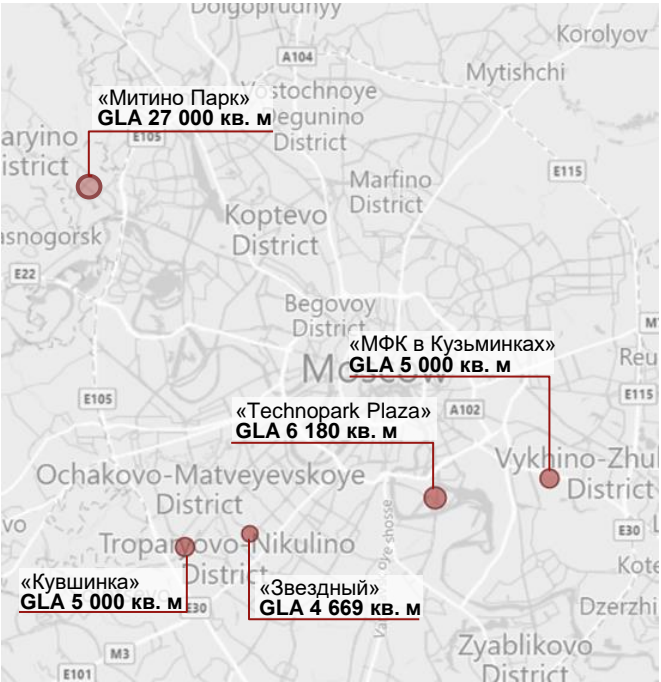 Dolgoprudnyy
Korolyov
A104
Mytishchi
«Митино Парк»
GLA 27 000 кв. м
Vostochnoye
Degunino
District
E105
aryino
istrict
E115
Marfino
District
Koptevo
District
asnogorsk
E22
Begovoy
District
M
«МФК в Кузьминках»
GLA 5 000 кв. м
Moscow
Reu
E115
E105
«Technopark Plaza»
GLA 6 180 кв. м
A102
Vykhino-Zhul
District
Ochakovo-Matveyevskoye
District
vo
E30
Troparyovo-Nikulino
District
Kote
«Кувшинка»
GLA 5 000 кв. м
E30
«Звездный»
GLA 4 669 кв. м
Dzerzhi
M3
Zyablikovo
District
E101